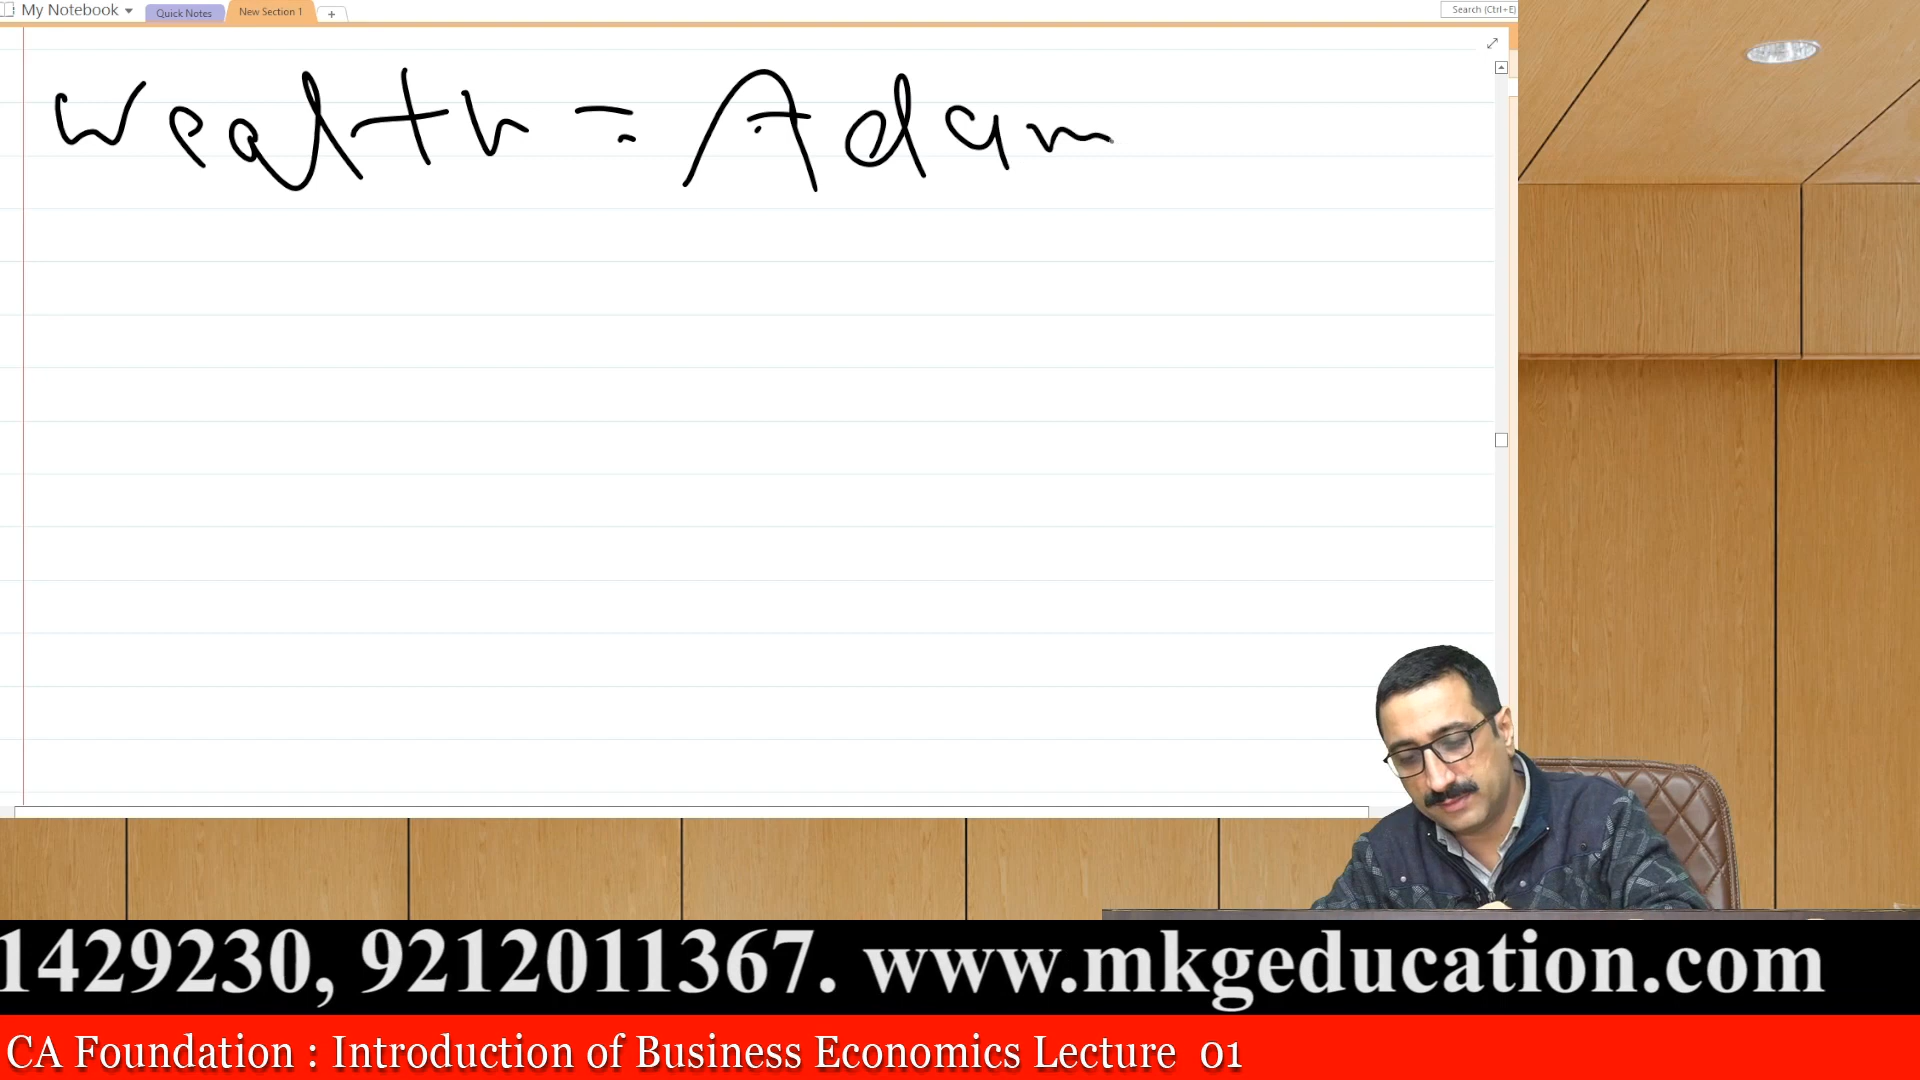 My Notebook
Quick Notes
New Section 1
+
Search (Ctrl+E)
Wealth = Adam
1429230, 9212011367. www.mkgeducation.com
CA Foundation : Introduction of Business Economics Lecture 01